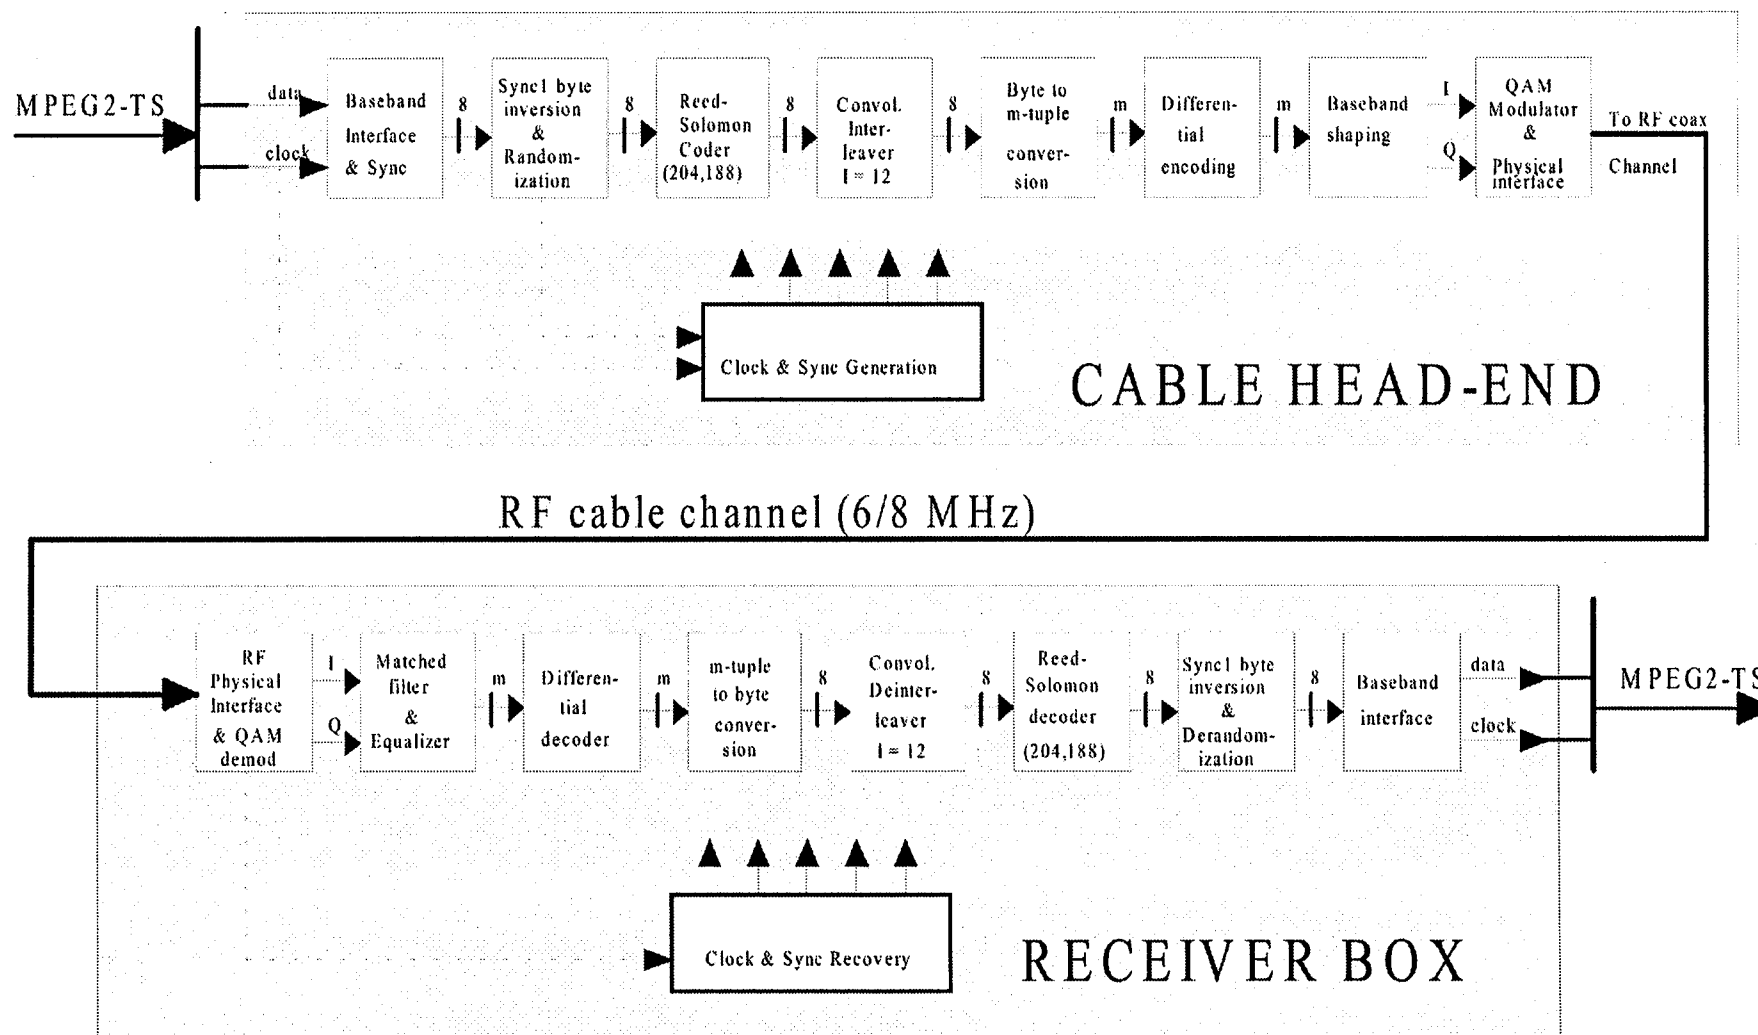 MPEG2-TS
data
clock
Baseband
Interface
& Sync
8
Sync1 byte
inversion
&
Random-
ization
8
Reed-
Solomon
Coder
(204,188)
8
Convol.
Inter-
leaver
I = 12
8
Byte to
m-tuple
conver-
sion
m
Differen-
tial
encoding
m
Baseband
shaping
I
Q
QAM
Modulator
&
Physical
interface
To RF coax
Channel
Clock & Sync Generation
CABLE HEAD-END
RF cable channel (6/8 MHz)
RF
Physical
Interface
& QAM
demod
I
Q
Matched
filter
&
Equalizer
m
Differen-
tial
decoder
m
m-tuple
to byte
conver-
sion
8
Convol.
Deinter-
leaver
I = 12
8
Reed-
Solomon
decoder
(204,188)
8
Sync1 byte
inversion
&
Derandom-
ization
8
Baseband
interface
data
clock
MPEG2-TS
Clock & Sync Recovery
RECEIVER BOX